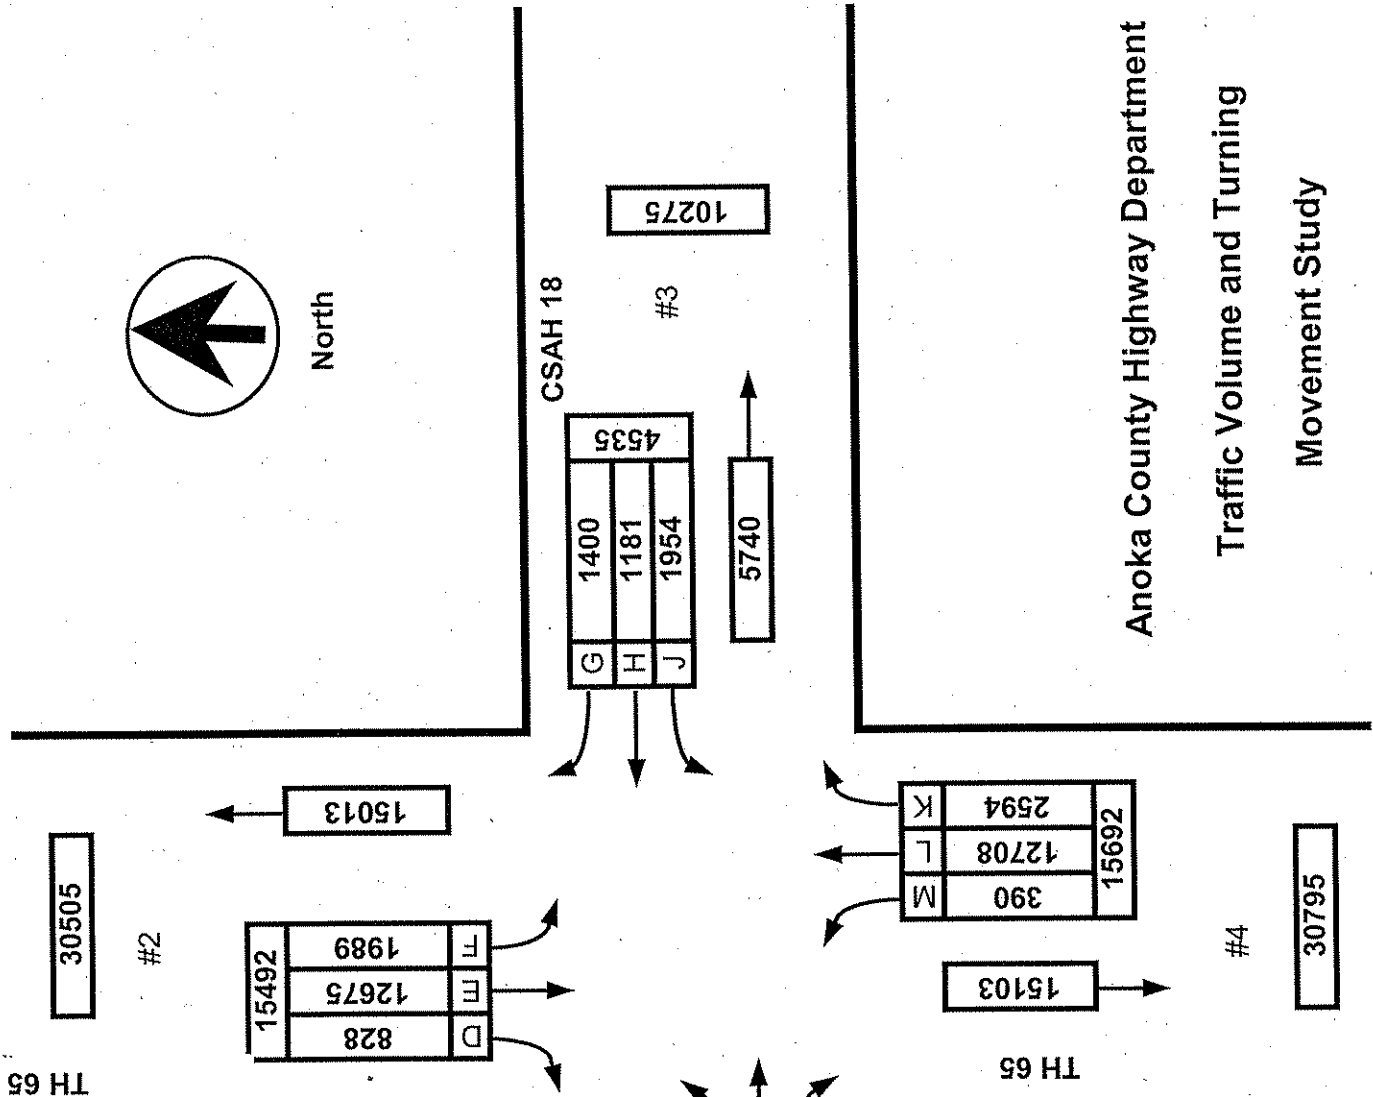 TH 65
30505
#2
15492
828
12675
1989
D
E
F
15013
North
CSAH 18
G 1400
H 1181
J 1954
4535
5740
#3
10275
K 2594
L 12708
M 390
15692
15103
#4
30795
TH 65
Anoka County Highway Department
Traffic Volume and Turning
Movement Study